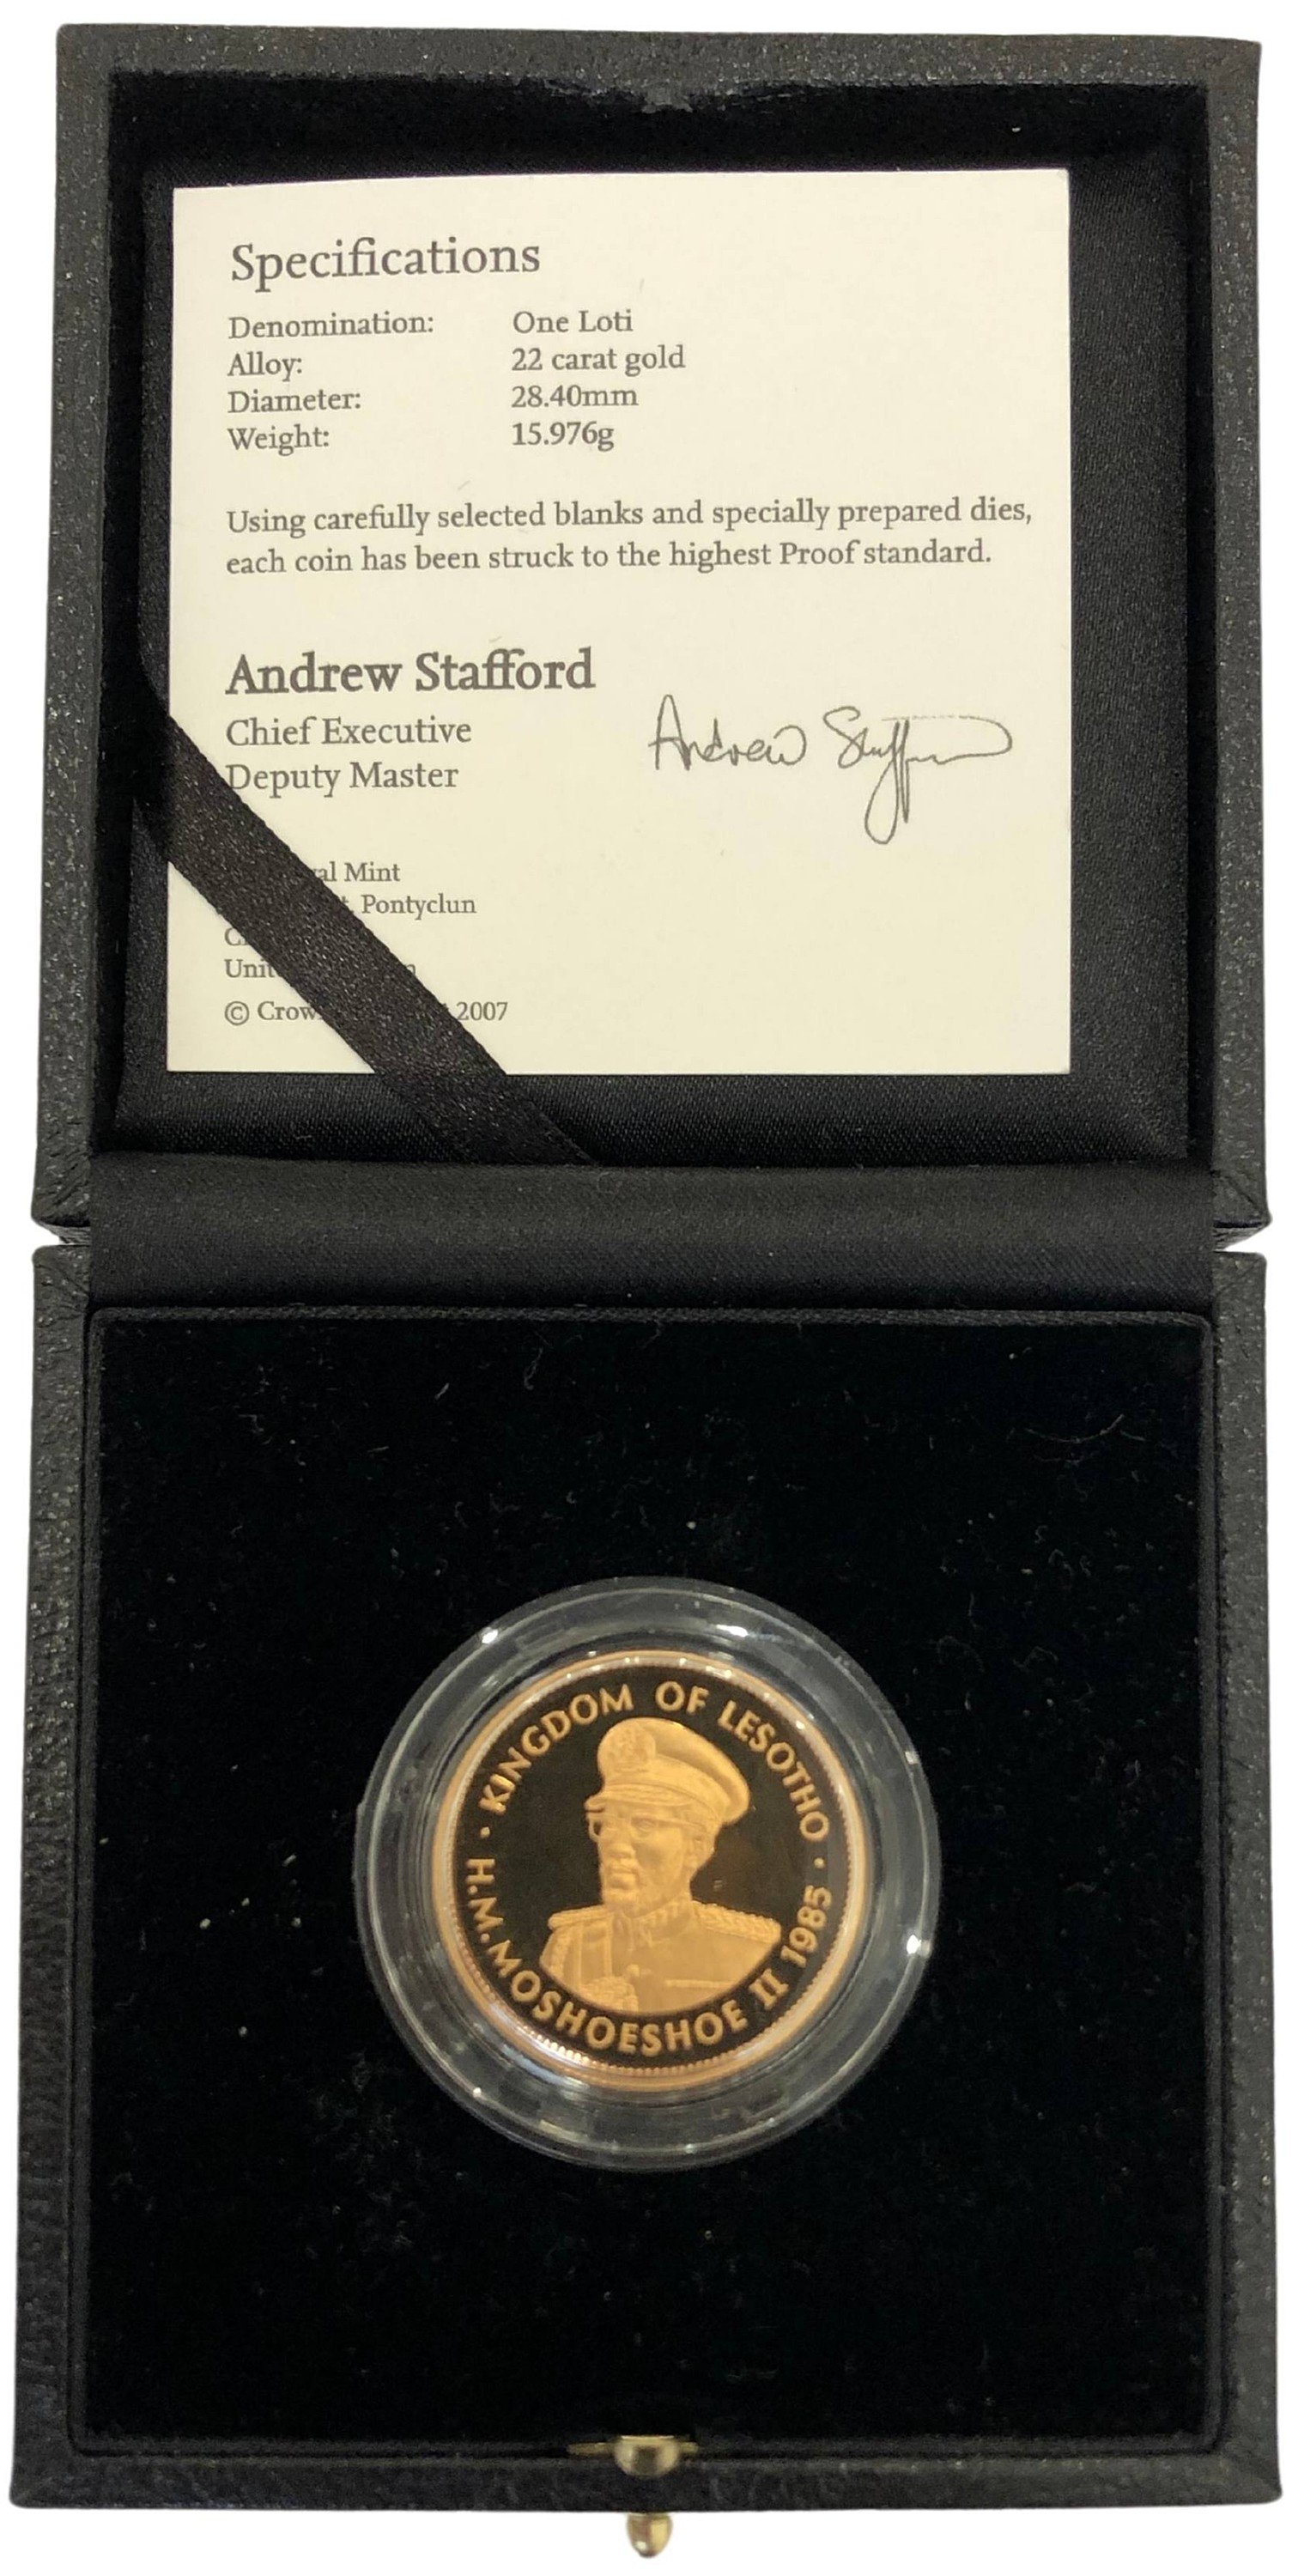 Specifications
Denomination: One Loti
Alloy: 22 carat gold
Diameter: 28.40mm
Weight: 15.976g
Using carefully selected blanks and specially prepared dies,
each coin has been struck to the highest Proof standard.
Andrew Stafford
Chief Executive
Deputy Master
Andrew Stafford
Mint
Pontyclun
© 2007
· KINGDOM OF LESOTHO ·
H.M. MOSHOESHOE II 1985